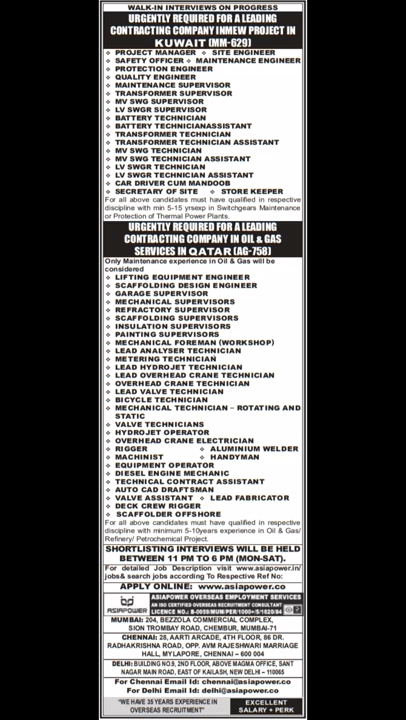 WALK-IN INTERVIEWS ON PROGRESS
URGENTLY REQUIRED FOR A LEADING
CONTRACTING COMPANY INMEW PROJECT IN
KUWAIT (MM-629)
❖ PROJECT MANAGER ❖ SITE ENGINEER
❖ SAFETY OFFICER ❖ MAINTENANCE ENGINEER
❖ PROTECTION ENGINEER
❖ QUALITY ENGINEER
❖ MAINTENANCE SUPERVISOR
❖ TRANSFORMER SUPERVISOR
❖ MV SWG SUPERVISOR
❖ LV SWGR SUPERVISOR
❖ BATTERY TECHNICIAN
❖ BATTERY TECHNICIANASSISTANT
❖ TRANSFORMER TECHNICIAN
❖ TRANSFORMER TECHNICIAN ASSISTANT
❖ MV SWG TECHNICIAN
❖ MV SWG TECHNICIAN ASSISTANT
❖ LV SWGR TECHNICIAN
❖ LV SWGR TECHNICIAN ASSISTANT
❖ CAR DRIVER CUM MANDOOB
❖ SECRETARY OF SITE ❖ STORE KEEPER
For all above candidates must have qualified in respective
discipline with min 5-15 yrsexp in Switchgears Maintenance
or Protection of Thermal Power Plants.
URGENTLY REQUIRED FOR A LEADING
CONTRACTING COMPANY IN OIL & GAS
SERVICES IN QATAR (AG-758)
Only Maintenance experience in Oil & Gas will be
considered
❖ LIFTING EQUIPMENT ENGINEER
❖ SCAFFOLDING DESIGN ENGINEER
❖ GARAGE SUPERVISOR
❖ MECHANICAL SUPERVISORS
❖ REFRACTORY SUPERVISOR
❖ SCAFFOLDING SUPERVISORS
❖ INSULATION SUPERVISORS
❖ PAINTING SUPERVISORS
❖ MECHANICAL FOREMAN (WORKSHOP)
❖ LEAD ANALYSER TECHNICIAN
❖ METERING TECHNICIAN
❖ LEAD HYDROJET TECHNICIAN
❖ LEAD OVERHEAD CRANE TECHNICIAN
❖ OVERHEAD CRANE TECHNICIAN
❖ LEAD VALVE TECHNICIAN
❖ BICYCLE TECHNICIAN
❖ MECHANICAL TECHNICIAN – ROTATING AND
STATIC
❖ VALVE TECHNICIANS
❖ HYDROJET OPERATOR
❖ OVERHEAD CRANE ELECTRICIAN
❖ RIGGER ❖ ALUMINIUM WELDER
❖ MACHINIST ❖ HANDYMAN
❖ EQUIPMENT OPERATOR
❖ DIESEL ENGINE MECHANIC
❖ TECHNICAL CONTRACT ASSISTANT
❖ AUTO CAD DRAFTSMAN
❖ VALVE ASSISTANT ❖ LEAD FABRICATOR
❖ DECK CREW RIGGER
❖ SCAFFOLDER OFFSHORE
For all above candidates must have qualified in respective
discipline with minimum 5-10years experience in Oil & Gas/
Refinery/ Petrochemical Project.
SHORTLISTING INTERVIEWS WILL BE HELD
BETWEEN 11 PM TO 6 PM (MON-SAT).
For detailed Job Description visit www.asiapower.in/
jobs& search jobs according To Respective Ref No:
APPLY ONLINE: www.asiapower.co
ASIAPOWER
ASIAPOWER OVERSEAS EMPLOYMENT SERVICES
AN ISO CERTIFIED OVERSEAS RECRUITMENT CONSULTANT
MUMBAI: 204, BEZZOLA COMMERCIAL COMPLEX,
SION TROMBAY ROAD, CHEMBUR, MUMBAI-71
CHENNAI: 28, AARTI ARCADE, 4TH FLOOR, 86 DR.
RADHAKRISHNAN ROAD, OPP. AVM RAJESHWARI MARRIAGE
HALL, MYLAPORE, CHENNAI – 600 004
DELHI: BUILDING NO.9, 2ND FLOOR, ABOVE MAGMA OFFICE, SANT
NAGAR MAIN ROAD, EAST OF KAILASH, NEW DELHI – 110065
For Chennai Email Id: chennai@asiapower.co
For Delhi Email Id: delhi@asiapower.co
"WE HAVE 35 YEARS EXPERIENCE IN
OVERSEAS RECRUITMENT"
EXCELLENT
SALARY + PERK